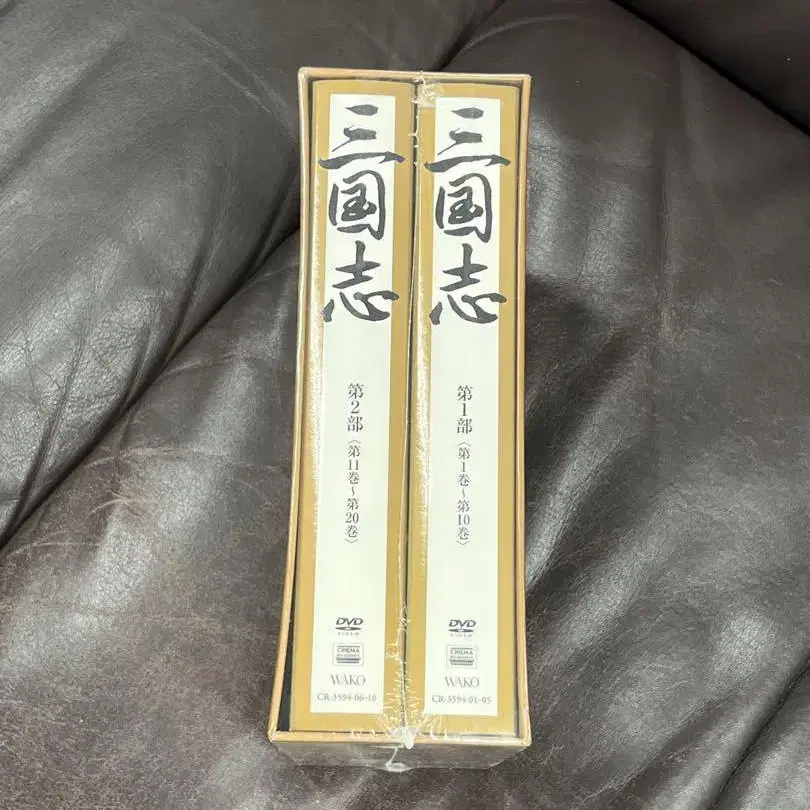 三国志
第2部〈第11巻~第20巻〉
DVD
VIDEO
CINEMA
WAKO
CR-3594-06-10
三国志
第1部〈第1巻~第10巻〉
DVD
VIDEO
CINEMA
WAKO
CR-3594-01-05